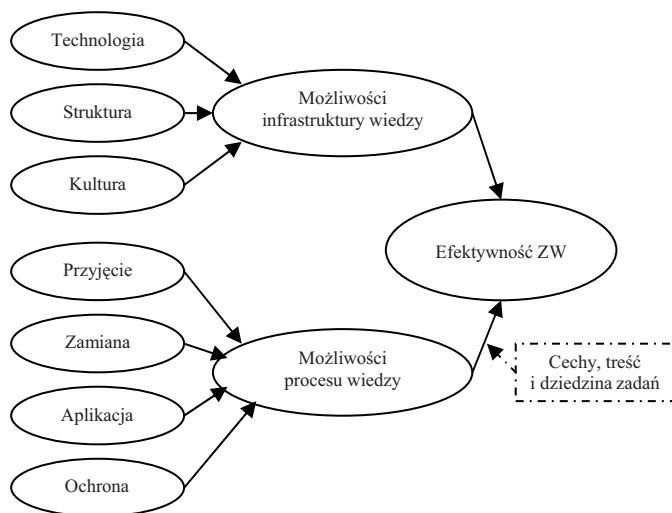 Technologia
Struktura
Kultura
Możliwości
infrastruktury wiedzy
Efektywność ZW
Przyjęcie
Zamiana
Aplikacja
Ochrona
Możliwości
procesu wiedzy
Cechy, treść
i dziedzina zadań